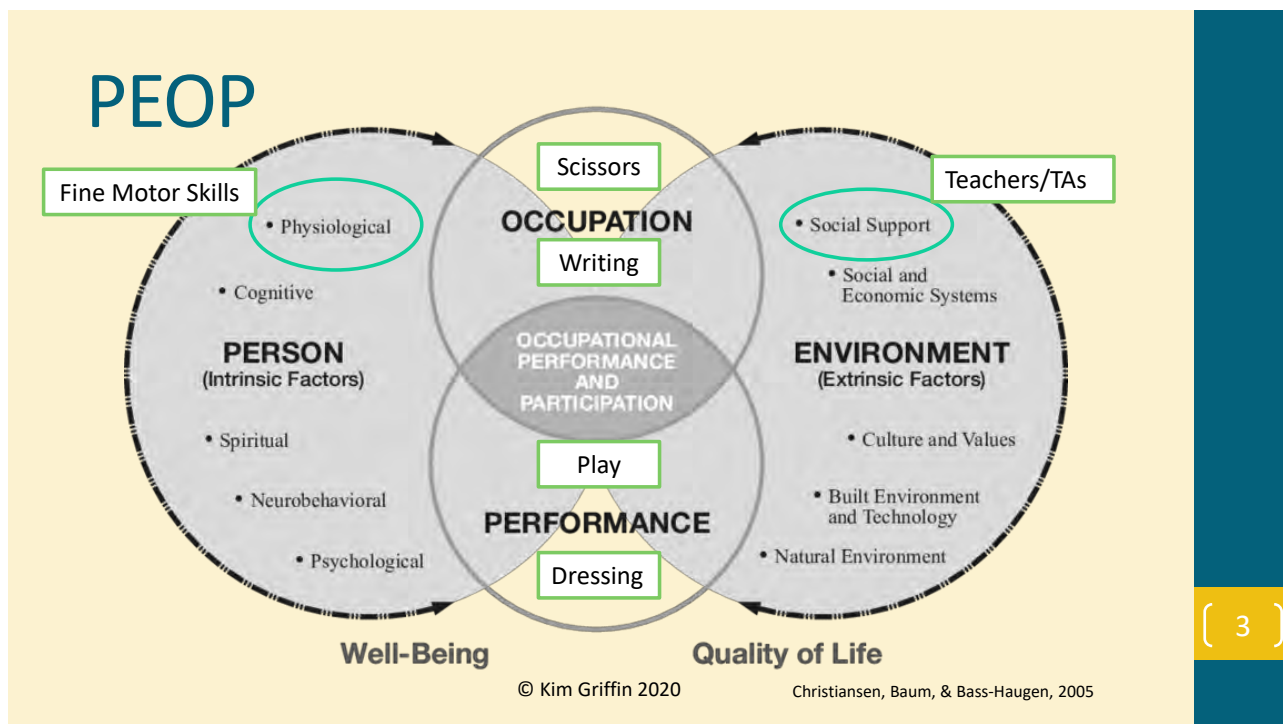 PEOP
Fine Motor Skills
• Physiological
• Cognitive
PERSON
(Intrinsic Factors)
• Spiritual
• Neurobehavioral
• Psychological
Scissors
OCCUPATION
Writing
OCCUPATIONAL
PERFORMANCE
AND
PARTICIPATION
Play
PERFORMANCE
Dressing
Teachers/TAs
• Social Support
• Social and
Economic Systems
ENVIRONMENT
(Extrinsic Factors)
• Culture and Values
• Built Environment
and Technology
• Natural Environment
Well-Being
Quality of Life
© Kim Griffin 2020
Christiansen, Baum, & Bass-Haugen, 2005
3